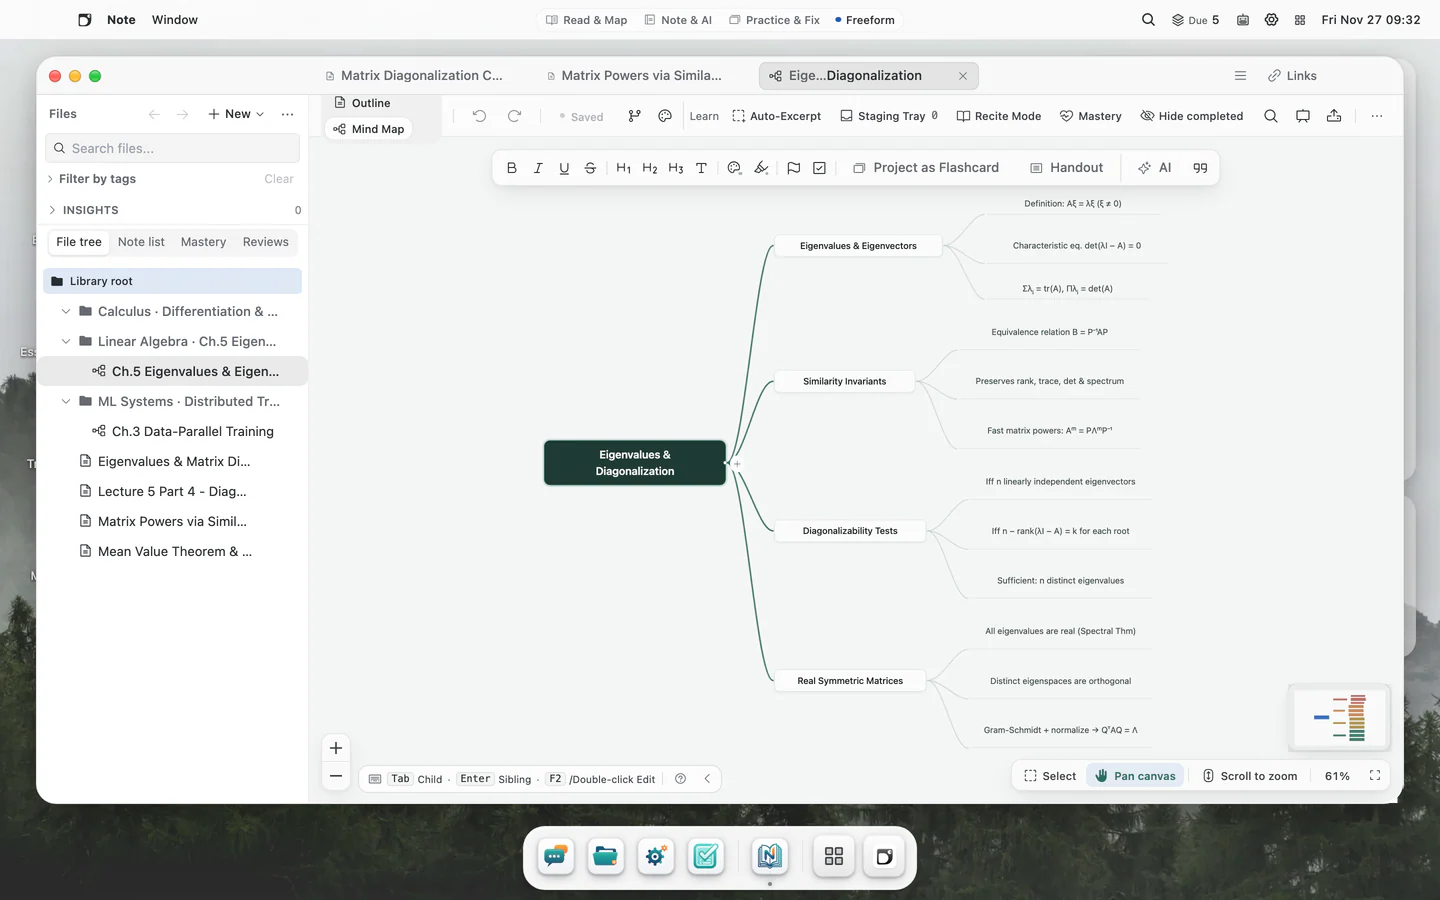 Note Window
Read & Map Note & AI Practice & Fix Freeform
Due 5 Fri Nov 27 09:32
Matrix Diagonalization C...
Matrix Powers via Simila...
Eige...Diagonalization
Links
Files
New
Search files...
Filter by tags Clear
INSIGHTS 0
File tree Note list Mastery Reviews
Library root
Calculus · Differentiation & ...
Linear Algebra · Ch.5 Eigen...
Ch.5 Eigenvalues & Eigen...
ML Systems · Distributed Tr...
Ch.3 Data-Parallel Training
Eigenvalues & Matrix Di...
Lecture 5 Part 4 - Diag...
Matrix Powers via Simil...
Mean Value Theorem & ...
Outline
Mind Map
Saved
Learn Auto-Excerpt Staging Tray 0 Recite Mode Mastery Hide completed
B I U S H1 H2 H3 T Project as Flashcard Handout AI
Eigenvalues & Diagonalization
Eigenvalues & Eigenvectors
Definition: Aξ = λξ (ξ ≠ 0)
Characteristic eq. det(λI − A) = 0
Σλᵢ = tr(A), Πλᵢ = det(A)
Similarity Invariants
Equivalence relation B = P⁻¹AP
Preserves rank, trace, det & spectrum
Fast matrix powers: Aᵐ = PΛᵐP⁻¹
Diagonalizability Tests
Iff n linearly independent eigenvectors
Iff n − rank(λI − A) = k for each root
Sufficient: n distinct eigenvalues
Real Symmetric Matrices
All eigenvalues are real (Spectral Thm)
Distinct eigenspaces are orthogonal
Gram-Schmidt + normalize → QᵀAQ = Λ
Tab Child · Enter Sibling · F2 /Double-click Edit
Select Pan canvas Scroll to zoom 61%